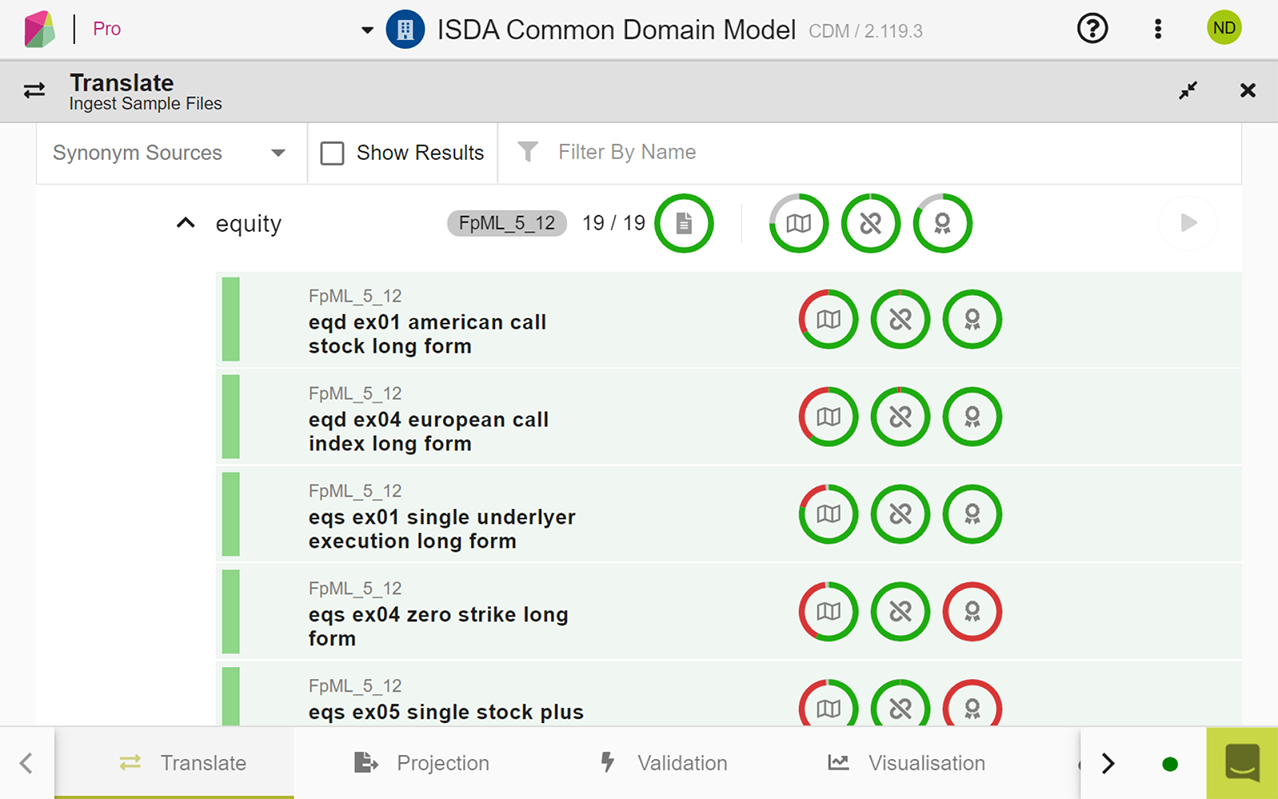 Pro
ISDA Common Domain Model CDM / 2.119.3
ND
Translate
Ingest Sample Files
Synonym Sources
Show Results
Filter By Name
equity
FpML_5_12
19 / 19
FpML_5_12
eqd ex01 american call
stock long form
FpML_5_12
eqd ex04 european call
index long form
FpML_5_12
eqs ex01 single underlyer
execution long form
FpML_5_12
eqs ex04 zero strike long
form
FpML_5_12
eqs ex05 single stock plus
Translate
Projection
Validation
Visualisation